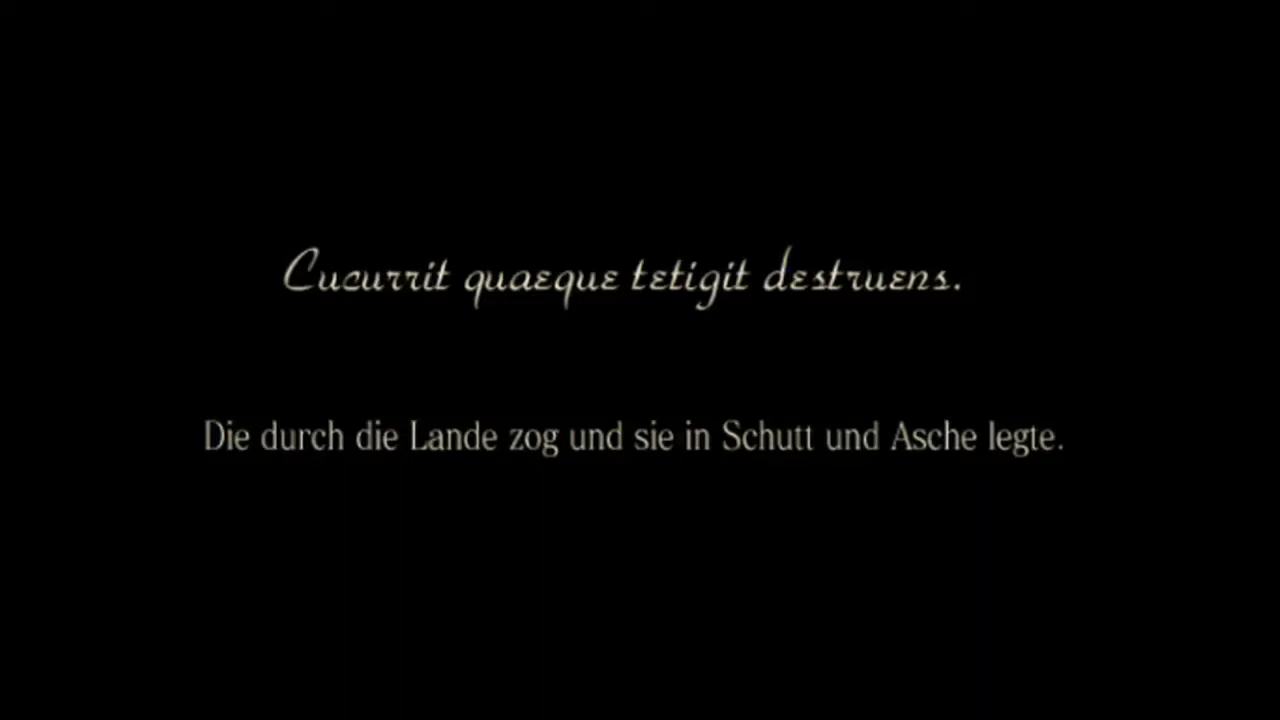 Cucurrit quaeque tetigit destruens.
Die durch die Lande zog und sie in Schutt und Asche legte.